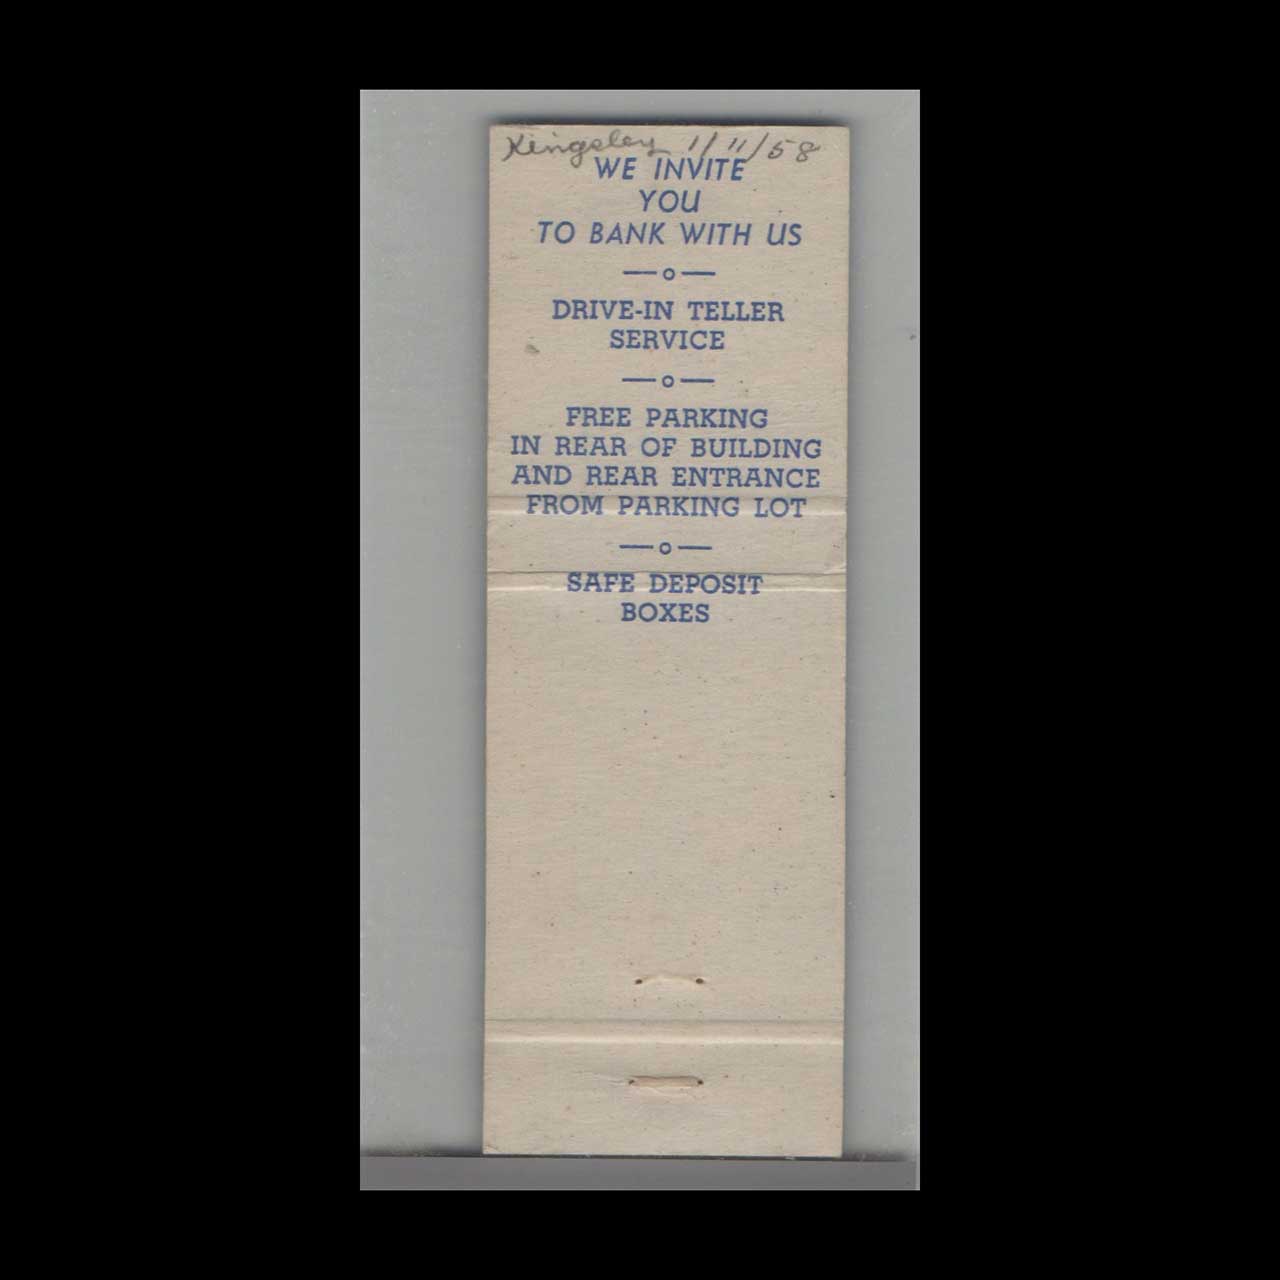 Kingsley 1/11/58
WE INVITE
YOU
TO BANK WITH US
DRIVE-IN TELLER
SERVICE
FREE PARKING
IN REAR OF BUILDING
AND REAR ENTRANCE
FROM PARKING LOT
SAFE DEPOSIT
BOXES